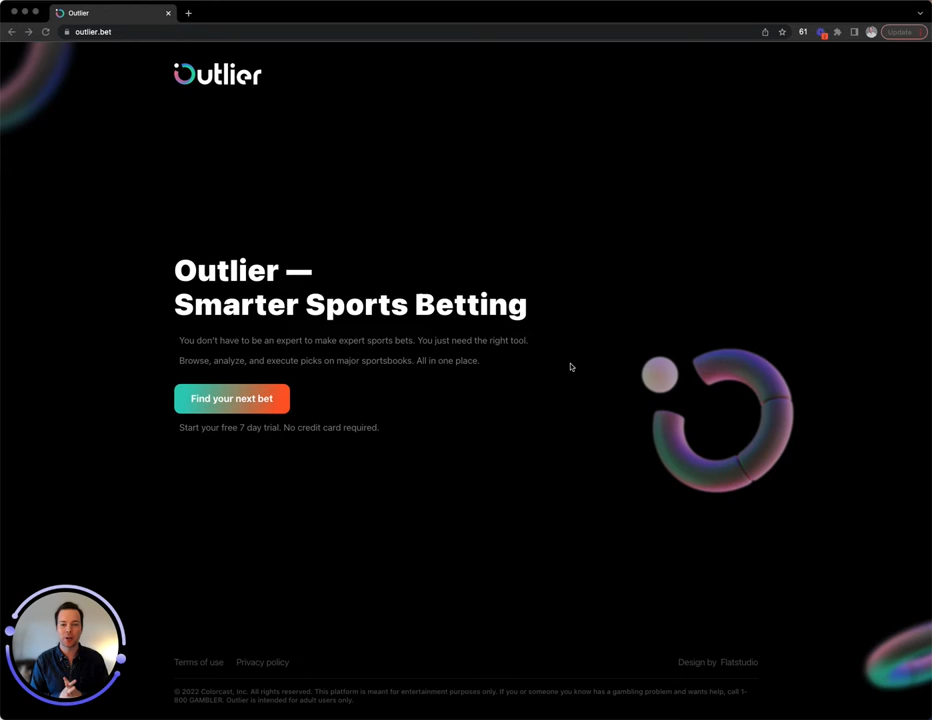 Outlier
outlier.bet
61
Update
Outlier
Outlier —
Smarter Sports Betting
You don't have to be an expert to make expert sports bets. You just need the right tool.
Browse, analyze, and execute picks on major sportsbooks. All in one place.
Find your next bet
Start your free 7 day trial. No credit card required.
Terms of use
Privacy policy
Design by Flatstudio
© 2022 Colorcast, Inc. All rights reserved. This platform is meant for entertainment purposes only. If you or someone you know has a gambling problem and wants help, call 1-
800 GAMBLER. Outlier is intended for adult users only.